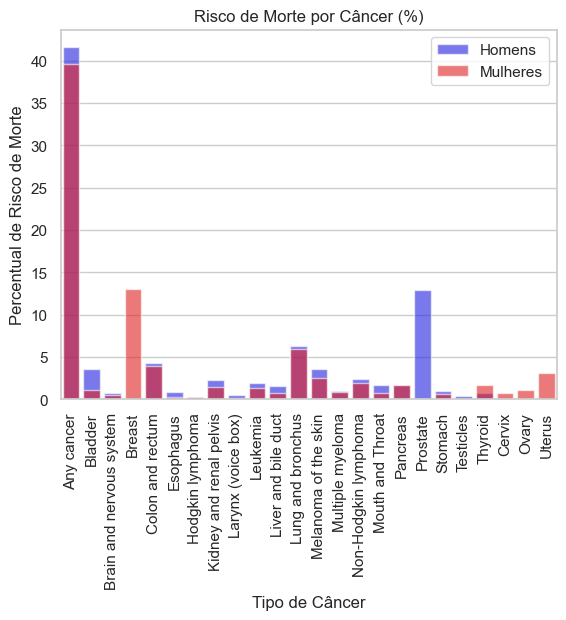 Risco de Morte por Câncer (%)
Homens
Mulheres
Percentual de Risco de Morte
40
35
30
25
20
15
10
5
0
Any cancer
Bladder
Brain and nervous system
Breast
Colon and rectum
Esophagus
Hodgkin lymphoma
Kidney and renal pelvis
Larynx (voice box)
Leukemia
Liver and bile duct
Lung and bronchus
Melanoma of the skin
Multiple myeloma
Non-Hodgkin lymphoma
Mouth and Throat
Pancreas
Prostate
Stomach
Testicles
Thyroid
Cervix
Ovary
Uterus
Tipo de Câncer